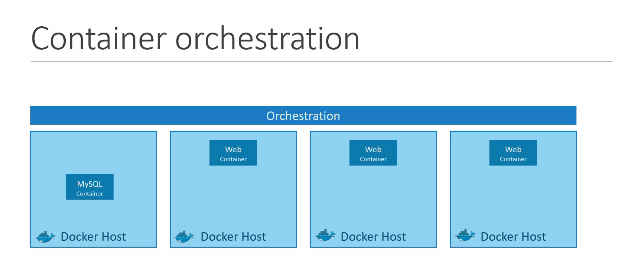 Container orchestration
Orchestration
MySQL
Container
Docker Host
Web
Container
Docker Host
Web
Container
Docker Host
Web
Container
Docker Host